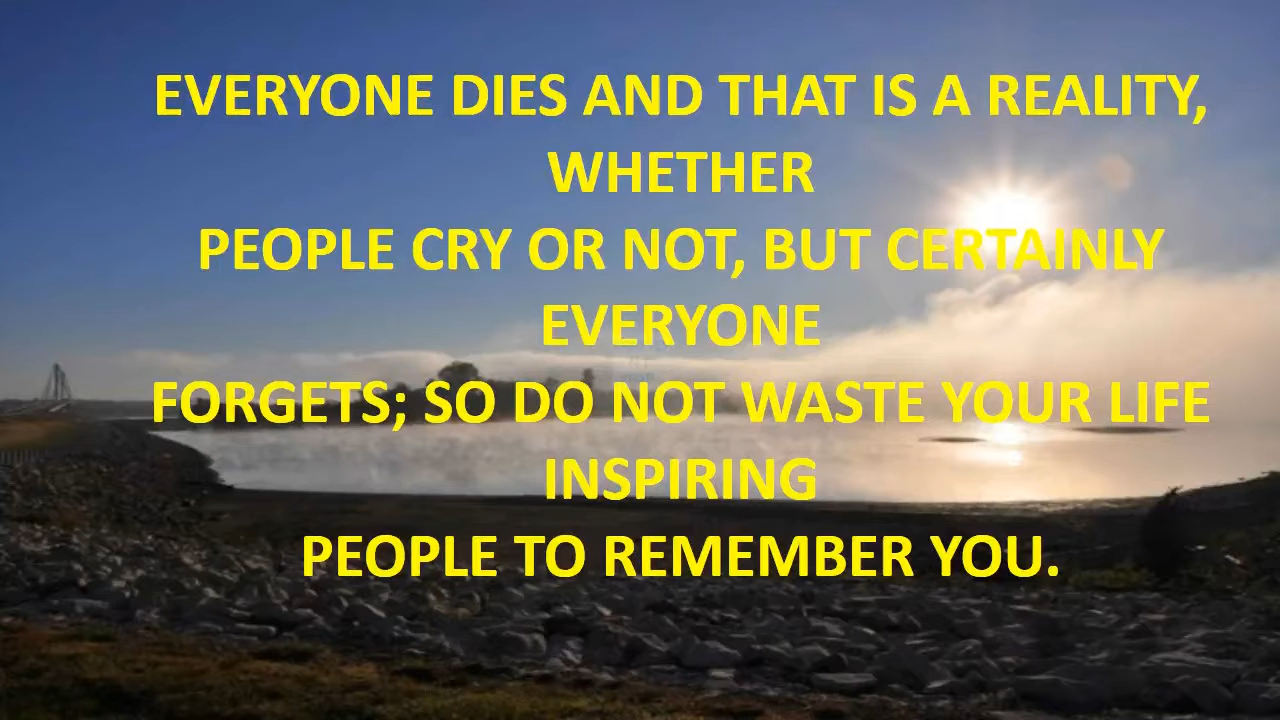 EVERYONE DIES AND THAT IS A REALITY,
WHETHER
PEOPLE CRY OR NOT, BUT CERTAINLY
EVERYONE
FORGETS; SO DO NOT WASTE YOUR LIFE
INSPIRING
PEOPLE TO REMEMBER YOU.